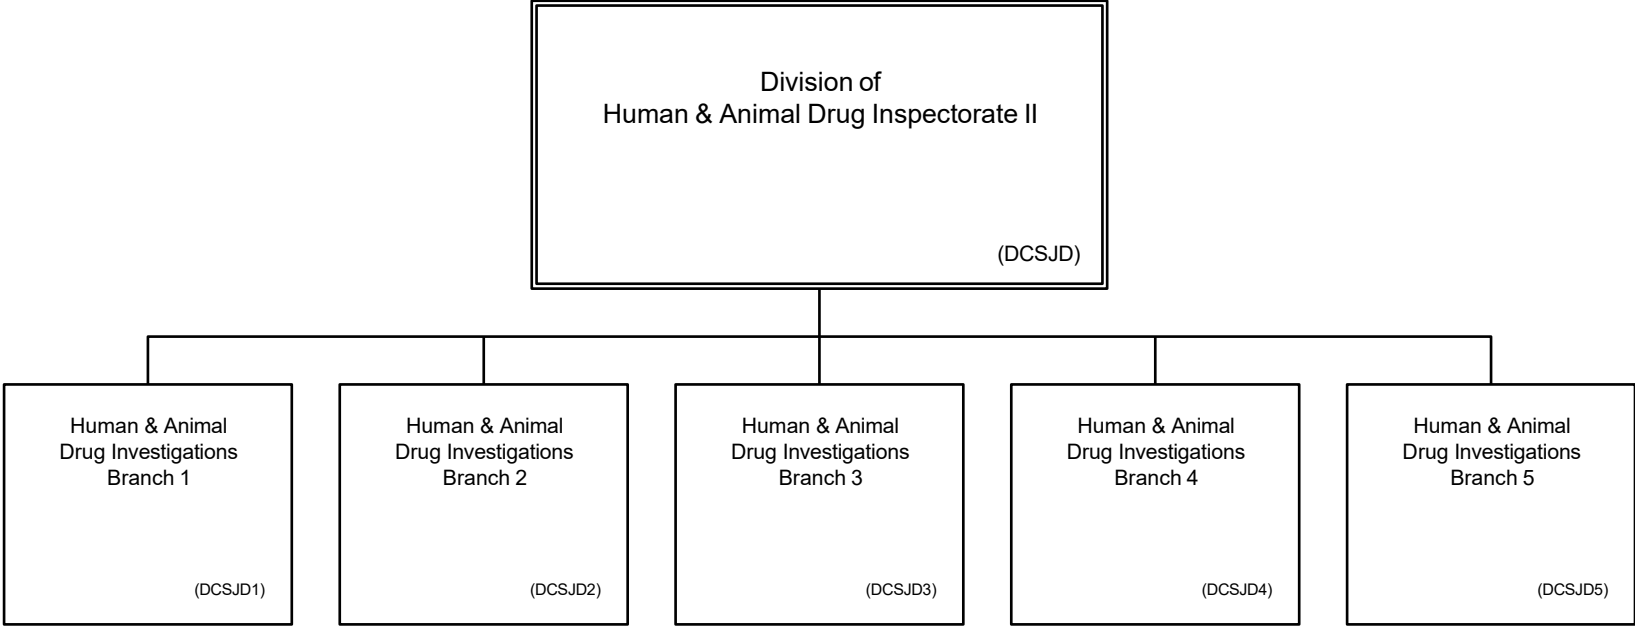 Division of
Human & Animal Drug Inspectorate II
(DCSJD)
Human & Animal
Drug Investigations
Branch 1
(DCSJD1)
Human & Animal
Drug Investigations
Branch 2
(DCSJD2)
Human & Animal
Drug Investigations
Branch 3
(DCSJD3)
Human & Animal
Drug Investigations
Branch 4
(DCSJD4)
Human & Animal
Drug Investigations
Branch 5
(DCSJD5)